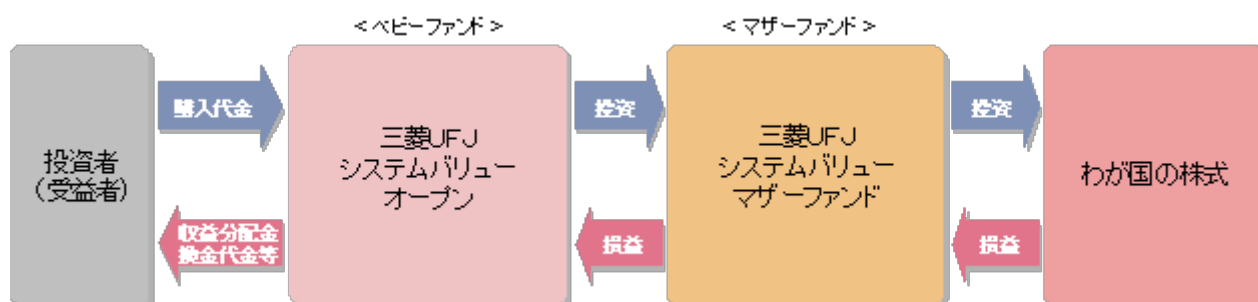 <ベビーファンド>
<マザーファンド>
購入代金
投資
投資
投資者
(受益者)
三菱UFJ
システムバリュー
オープン
三菱UFJ
システムバリュー
マザーファンド
わが国の株式
収益分配金
換金代金等
損益
損益